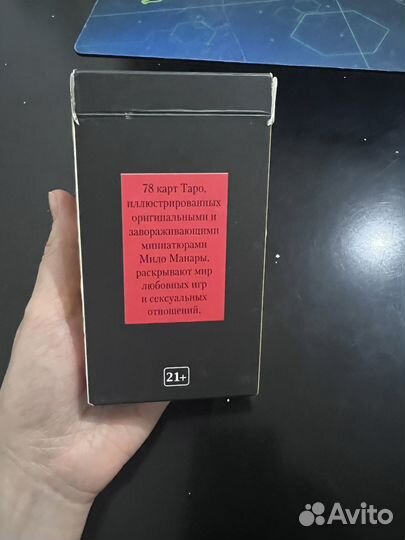 78 карт Таро,
иллюстрированных
оригинальными и
завораживающими
миниатюрами
Мило Манары,
раскрывают мир
любовных игр
и сексуальных
отношений.
21+
Avito